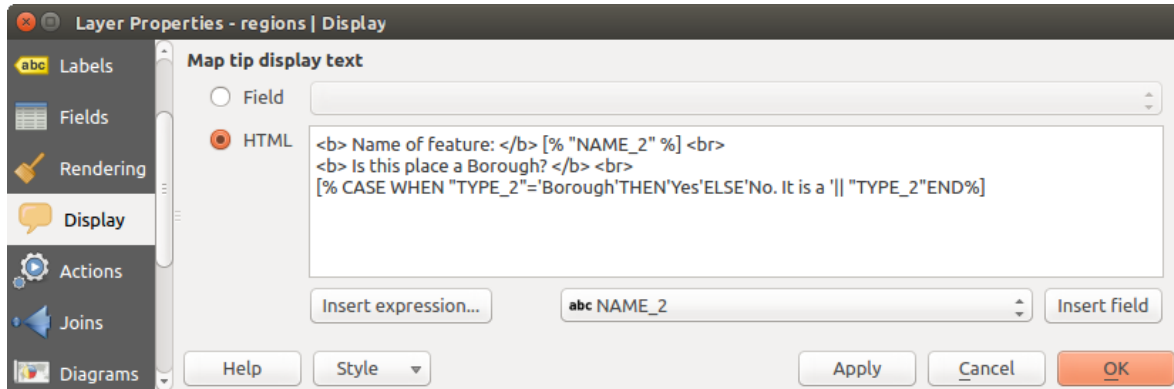 Layer Properties - regions | Display
abc Labels
Fields
Rendering
Display
Actions
Joins
Diagrams
Map tip display text
Field
HTML
<b> Name of feature: </b> [% "NAME_2" %] <br>
<b> Is this place a Borough? </b> <br>
[% CASE WHEN "TYPE_2"='Borough'THEN'Yes'ELSE'No. It is a '|| "TYPE_2"END%]
Insert expression... abc NAME_2 Insert field
Help Style Apply Cancel OK